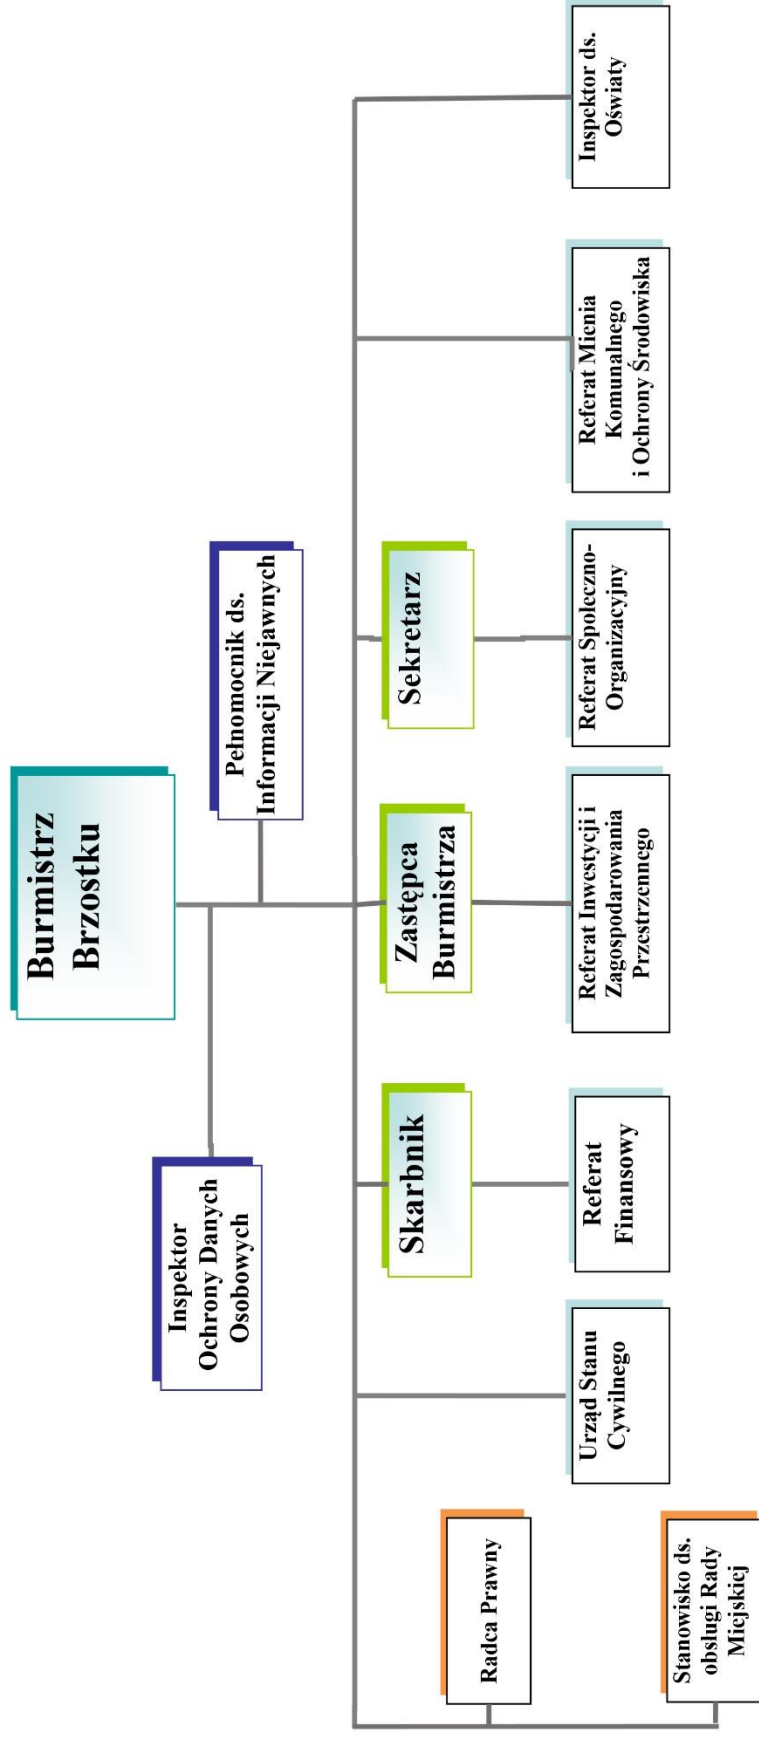 Burmistrz
Brzostku
Inspektor
Ochrony Danych
Osobowych
Pełnomocnik ds.
Informacji Niejawnych
Skarbnik
Zastępca
Burmistrza
Sekretarz
Radca Prawny
Stanowisko ds.
obsługi Rady
Miejskiej
Urząd Stanu
Cywilnego
Referat
Finansowy
Referat Inwestycji i
Zagospodarowania
Przestrzennego
Referat Społeczno-
Organizacyjny
Referat Mienia
Komunalnego
i Ochrony Środowiska
Inspektor ds.
Oświaty